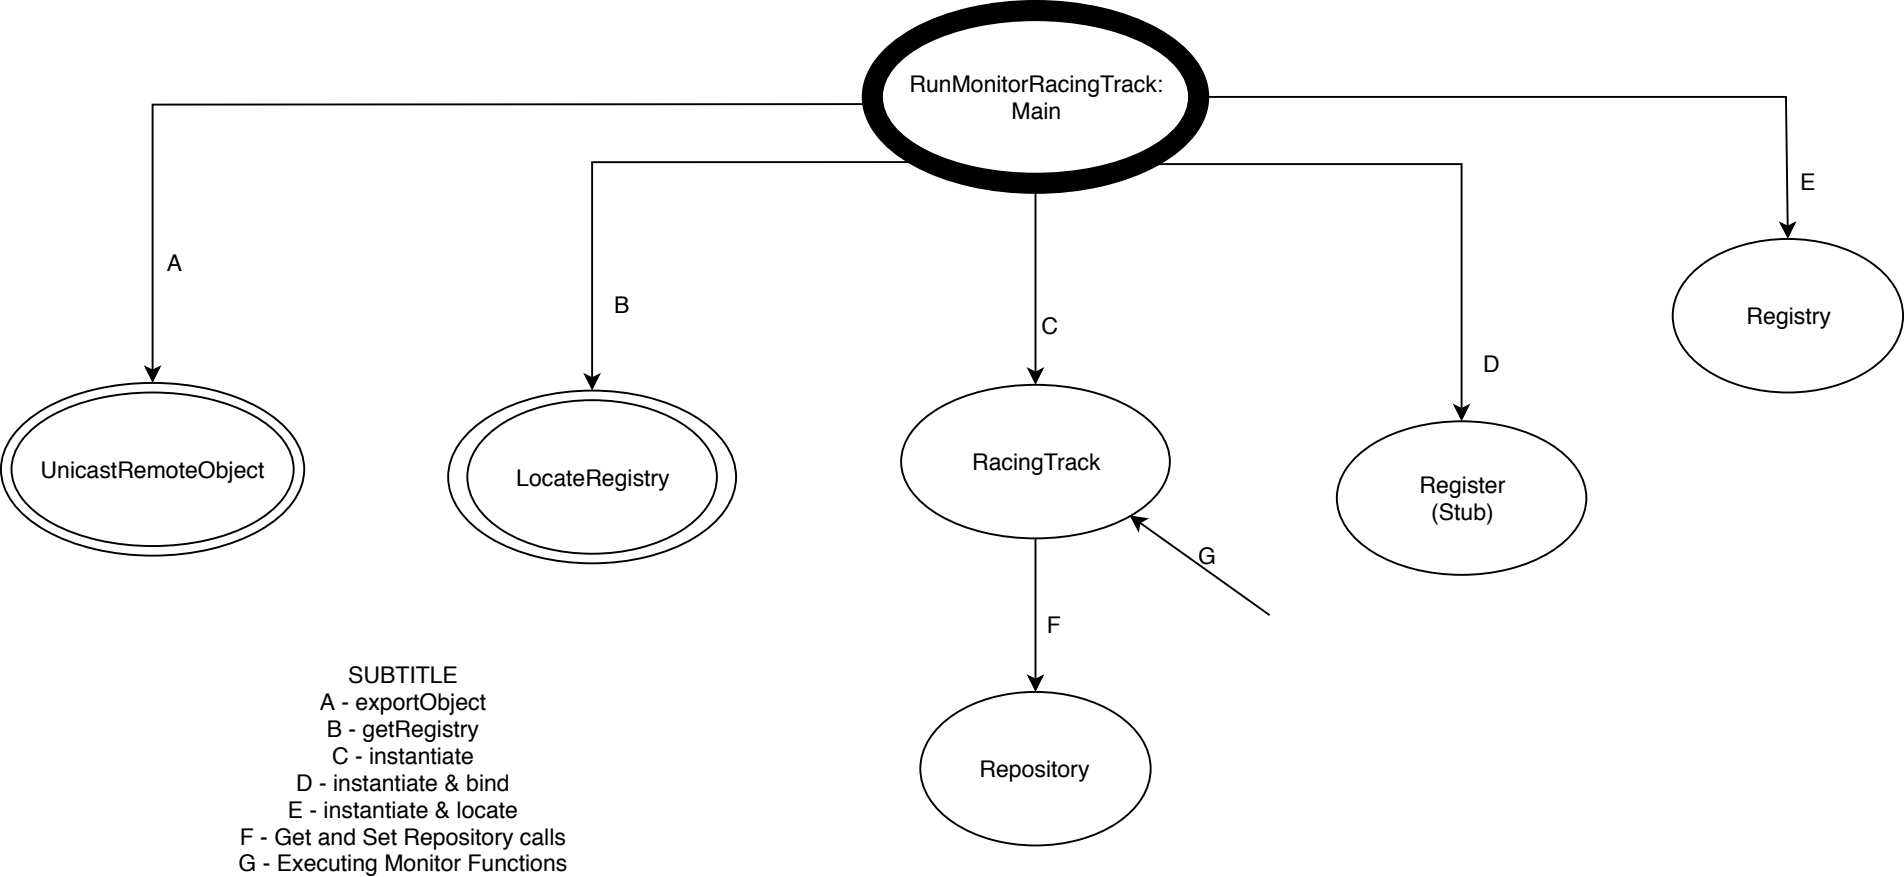 RunMonitorRacingTrack:
Main
A
B
C
D
E
UnicastRemoteObject
LocateRegistry
RacingTrack
Register
(Stub)
Registry
G
F
Repository
SUBTITLE
A - exportObject
B - getRegistry
C - instantiate
D - instantiate & bind
E - instantiate & locate
F - Get and Set Repository calls
G - Executing Monitor Functions